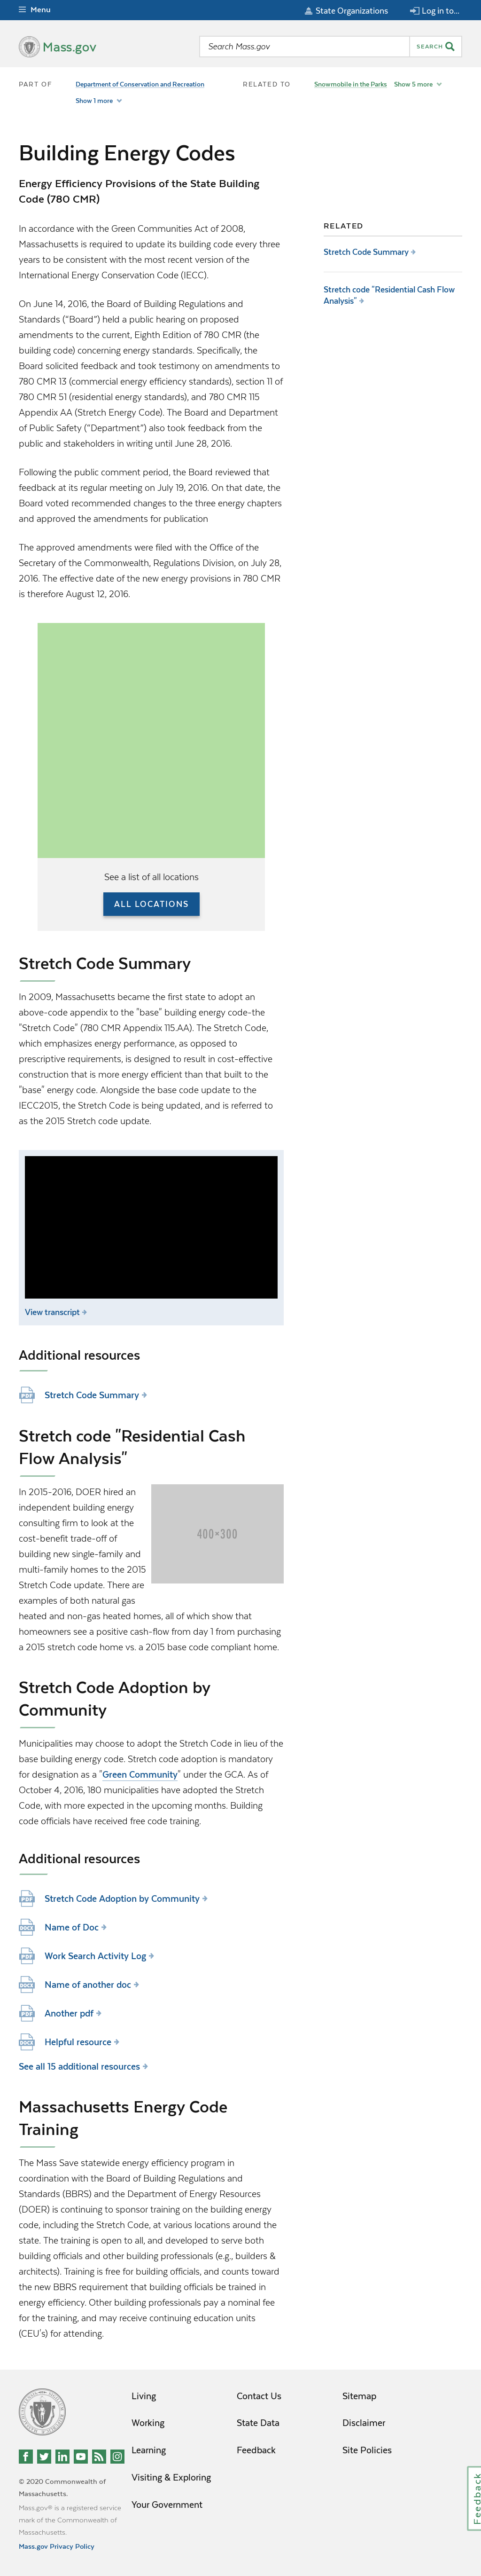 Menu
State Organizations
Log in to...
Mass.gov
Search Mass.gov
SEARCH
PART OF
Department of Conservation and Recreation
Show 1 more
RELATED TO
Snowmobile in the Parks
Show 5 more
Building Energy Codes
Energy Efficiency Provisions of the State Building
Code (780 CMR)
In accordance with the Green Communities Act of 2008,
Massachusetts is required to update its building code every three
years to be consistent with the most recent version of the
International Energy Conservation Code (IECC).
On June 14, 2016, the Board of Building Regulations and
Standards (“Board”) held a public hearing on proposed
amendments to the current, Eighth Edition of 780 CMR (the
building code) concerning energy standards. Specifically, the
Board solicited feedback and took testimony on amendments to
780 CMR 13 (commercial energy efficiency standards), section 11 of
780 CMR 51 (residential energy standards), and 780 CMR 115
Appendix AA (Stretch Energy Code). The Board and Department
of Public Safety (“Department”) also took feedback from the
public and stakeholders in writing until June 28, 2016.
Following the public comment period, the Board reviewed that
feedback at its regular meeting on July 19, 2016. On that date, the
Board voted recommended changes to the three energy chapters
and approved the amendments for publication
The approved amendments were filed with the Office of the
Secretary of the Commonwealth, Regulations Division, on July 28,
2016. The effective date of the new energy provisions in 780 CMR
is therefore August 12, 2016.
RELATED
Stretch Code Summary
Stretch code "Residential Cash Flow
Analysis"
See a list of all locations
ALL LOCATIONS
Stretch Code Summary
In 2009, Massachusetts became the first state to adopt an
above-code appendix to the "base" building energy code-the
"Stretch Code" (780 CMR Appendix 115.AA). The Stretch Code,
which emphasizes energy performance, as opposed to
prescriptive requirements, is designed to result in cost-effective
construction that is more energy efficient than that built to the
"base" energy code. Alongside the base code update to the
IECC2015, the Stretch Code is being updated, and is referred to
as the 2015 Stretch code update.
View transcript
Additional resources
PDF
Stretch Code Summary
Stretch code "Residential Cash
Flow Analysis"
In 2015-2016, DOER hired an
independent building energy
consulting firm to look at the
cost-benefit trade-off of
building new single-family and
multi-family homes to the 2015
Stretch Code update. There are
examples of both natural gas
heated and non-gas heated homes, all of which show that
homeowners see a positive cash-flow from day 1 from purchasing
a 2015 stretch code home vs. a 2015 base code compliant home.
400×300
Stretch Code Adoption by
Community
Municipalities may choose to adopt the Stretch Code in lieu of the
base building energy code. Stretch code adoption is mandatory
for designation as a "Green Community" under the GCA. As of
October 4, 2016, 180 municipalities have adopted the Stretch
Code, with more expected in the upcoming months. Building
code officials have received free code training.
Additional resources
PDF
Stretch Code Adoption by Community
DOCX
Name of Doc
PDF
Work Search Activity Log
DOCX
Name of another doc
PDF
Another pdf
DOCX
Helpful resource
See all 15 additional resources
Massachusetts Energy Code
Training
The Mass Save statewide energy efficiency program in
coordination with the Board of Building Regulations and
Standards (BBRS) and the Department of Energy Resources
(DOER) is continuing to sponsor training on the building energy
code, including the Stretch Code, at various locations around the
state. The training is open to all, and developed to serve both
building officials and other building professionals (e.g., builders &
architects). Training is free for building officials, and counts toward
the new BBRS requirement that building officials be trained in
energy efficiency. Other building professionals pay a nominal fee
for the training, and may receive continuing education units
(CEU's) for attending.
Living
Working
Learning
Visiting & Exploring
Your Government
Contact Us
State Data
Feedback
Sitemap
Disclaimer
Site Policies
© 2020 Commonwealth of
Massachusetts.
Mass.gov® is a registered service
mark of the Commonwealth of
Massachusetts.
Mass.gov Privacy Policy
Feedback